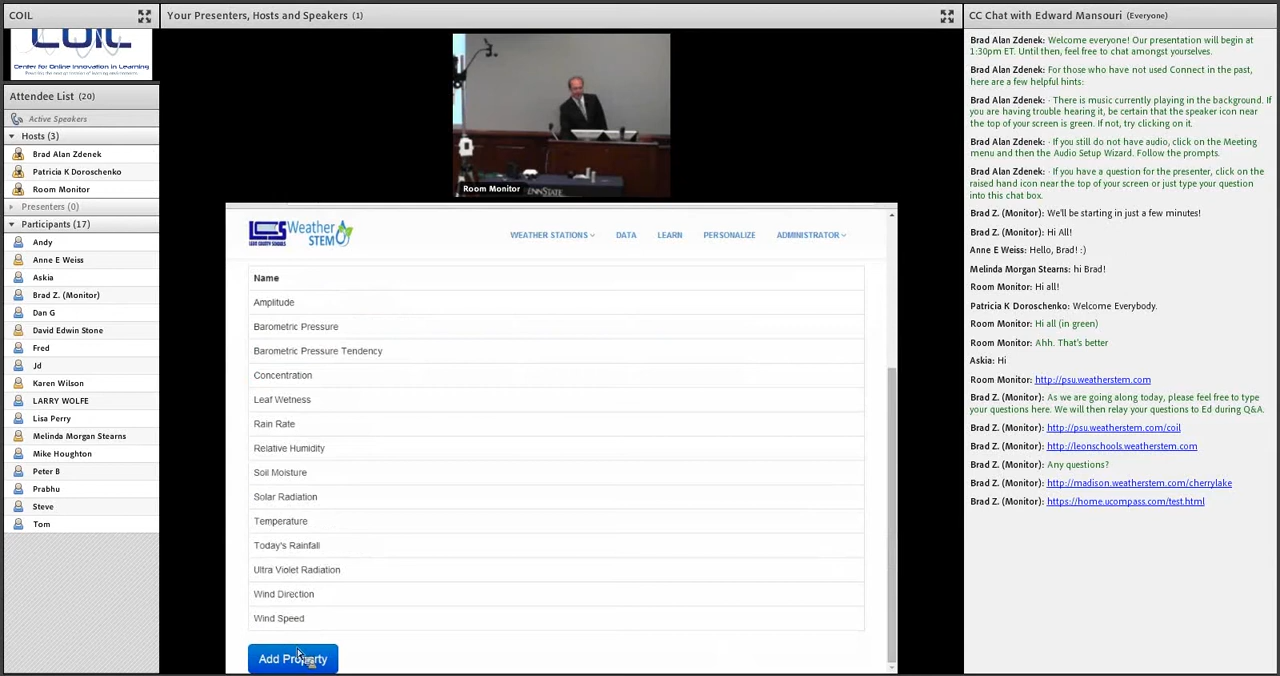 COIL
COIL
Center for Online Innovation in Learning
Attendee List (20)
Active Speakers
Hosts (3)
Brad Alan Zdenek
Patricia K Doroschenko
Room Monitor
Presenters (0)
Participants (17)
Andy
Anne E Weiss
Askia
Brad Z. (Monitor)
Dan G
David Edwin Stone
Fred
Jd
Karen Wilson
LARRY WOLFE
Lisa Perry
Melinda Morgan Stearns
Mike Houghton
Peter B
Prabhu
Steve
Tom
Your Presenters, Hosts and Speakers (1)
Room Monitor
LCS Weather
LEON COUNTY SCHOOLS STEM
WEATHER STATIONS
DATA
LEARN
PERSONALIZE
ADMINISTRATOR
Name
Amplitude
Barometric Pressure
Barometric Pressure Tendency
Concentration
Leaf Wetness
Rain Rate
Relative Humidity
Soil Moisture
Solar Radiation
Temperature
Today's Rainfall
Ultra Violet Radiation
Wind Direction
Wind Speed
Add Property
CC Chat with Edward Mansouri (Everyone)
Brad Alan Zdenek: Welcome everyone! Our presentation will begin at
1:30pm ET. Until then, feel free to chat amongst yourselves.
Brad Alan Zdenek: For those who have not used Connect in the past,
here are a few helpful hints:
Brad Alan Zdenek: · There is music currently playing in the background. If
you are having trouble hearing it, be certain that the speaker icon near
the top of your screen is green. If not, try clicking on it.
Brad Alan Zdenek: · If you still do not have audio, click on the Meeting
menu and then the Audio Setup Wizard. Follow the prompts.
Brad Alan Zdenek: · If you have a question for the presenter, click on the
raised hand icon near the top of your screen or just type your question
into this chat box.
Brad Z. (Monitor): We'll be starting in just a few minutes!
Brad Z. (Monitor): Hi All!
Anne E Weiss: Hello, Brad! :)
Melinda Morgan Stearns: hi Brad!
Room Monitor: Hi all!
Patricia K Doroschenko: Welcome Everybody.
Room Monitor: Hi all (in green)
Room Monitor: Ahh. That's better
Askia: Hi
Room Monitor: http://psu.weatherstem.com
Brad Z. (Monitor): As we are going along today, please feel free to type
your questions here. We will then relay your questions to Ed during Q&A.
Brad Z. (Monitor): http://psu.weatherstem.com/coil
Brad Z. (Monitor): http://leonschools.weatherstem.com
Brad Z. (Monitor): Any questions?
Brad Z. (Monitor): http://madison.weatherstem.com/cherrylake
Brad Z. (Monitor): https://home.ucompass.com/test.html